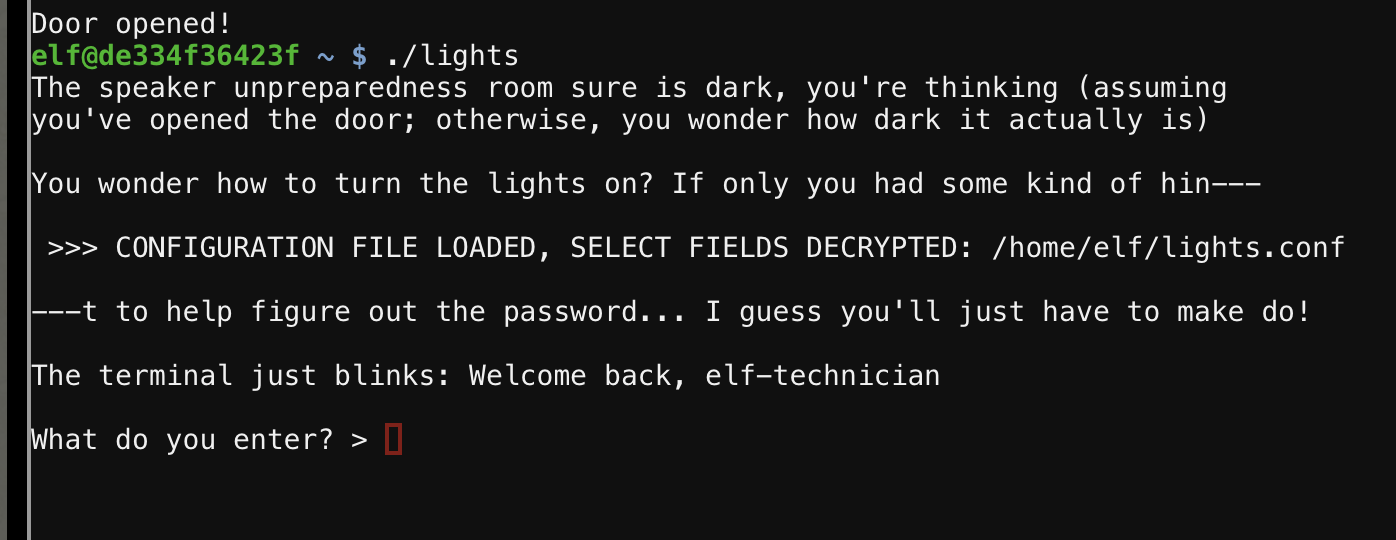 Door opened!
elf@de334f36423f ~ $ ./lights
The speaker unpreparedness room sure is dark, you're thinking (assuming
you've opened the door; otherwise, you wonder how dark it actually is)
You wonder how to turn the lights on? If only you had some kind of hin---
>>> CONFIGURATION FILE LOADED, SELECT FIELDS DECRYPTED: /home/elf/lights.conf
---t to help figure out the password... I guess you'll just have to make do!
The terminal just blinks: Welcome back, elf-technician
What do you enter? >